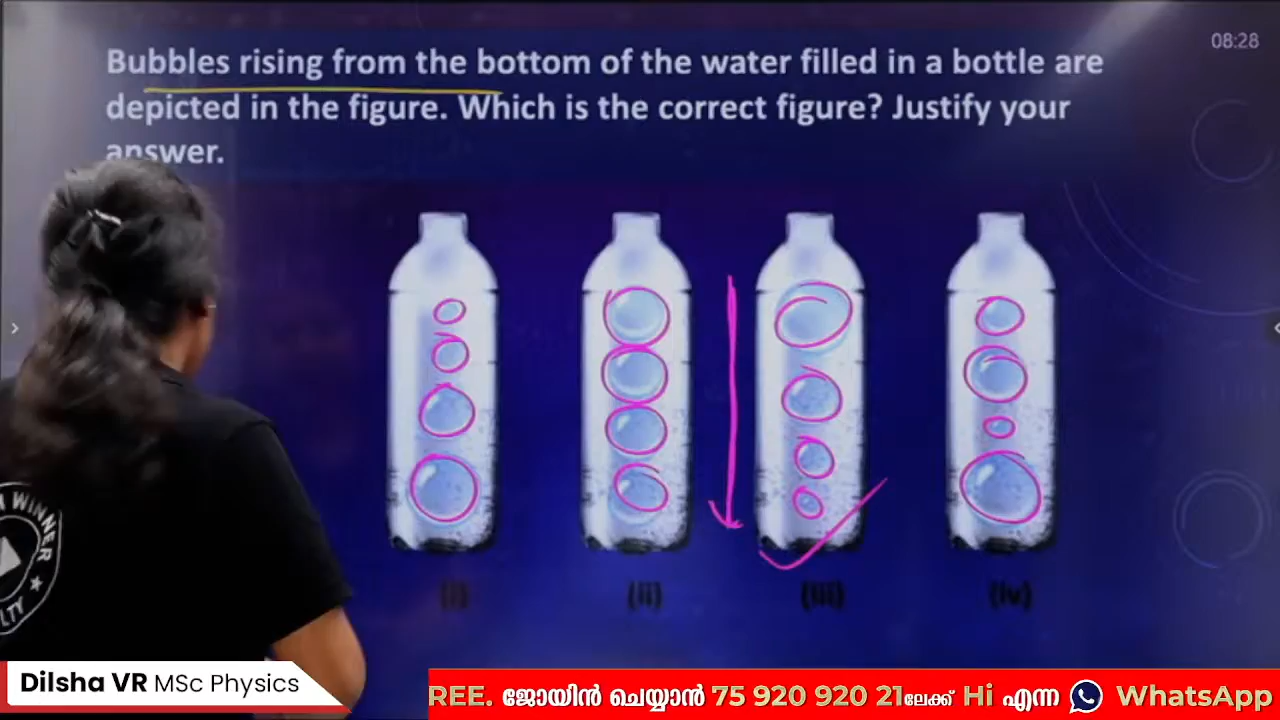 08:28
Bubbles rising from the bottom of the water filled in a bottle are
depicted in the figure. Which is the correct figure? Justify your
answer.
(i) (ii) (iii) (iv)
WINNER
LTY
Dilsha VR MSc Physics
REE. ജോയിൻ ചെയ്യാൻ 75 920 920 21ലേക്ക് Hi എന്ന WhatsApp